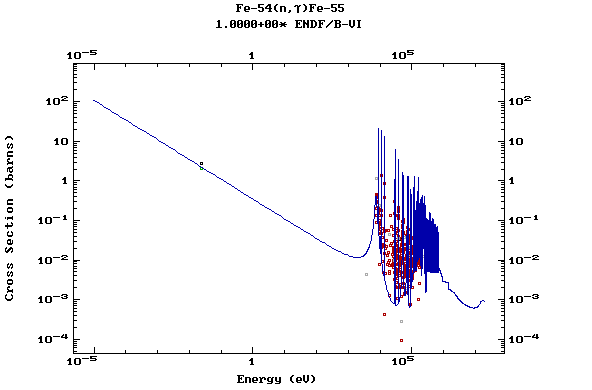 Fe-54(n,γ)Fe-55
1.0000+00* ENDF/B-VI
10⁻⁵ 1 10⁵
10² 10²
10 10
1 1
10⁻¹ 10⁻¹
10⁻² 10⁻²
10⁻³ 10⁻³
10⁻⁴ 10⁻⁴
Cross Section (barns)
10⁻⁵ 1 10⁵
Energy (eV)